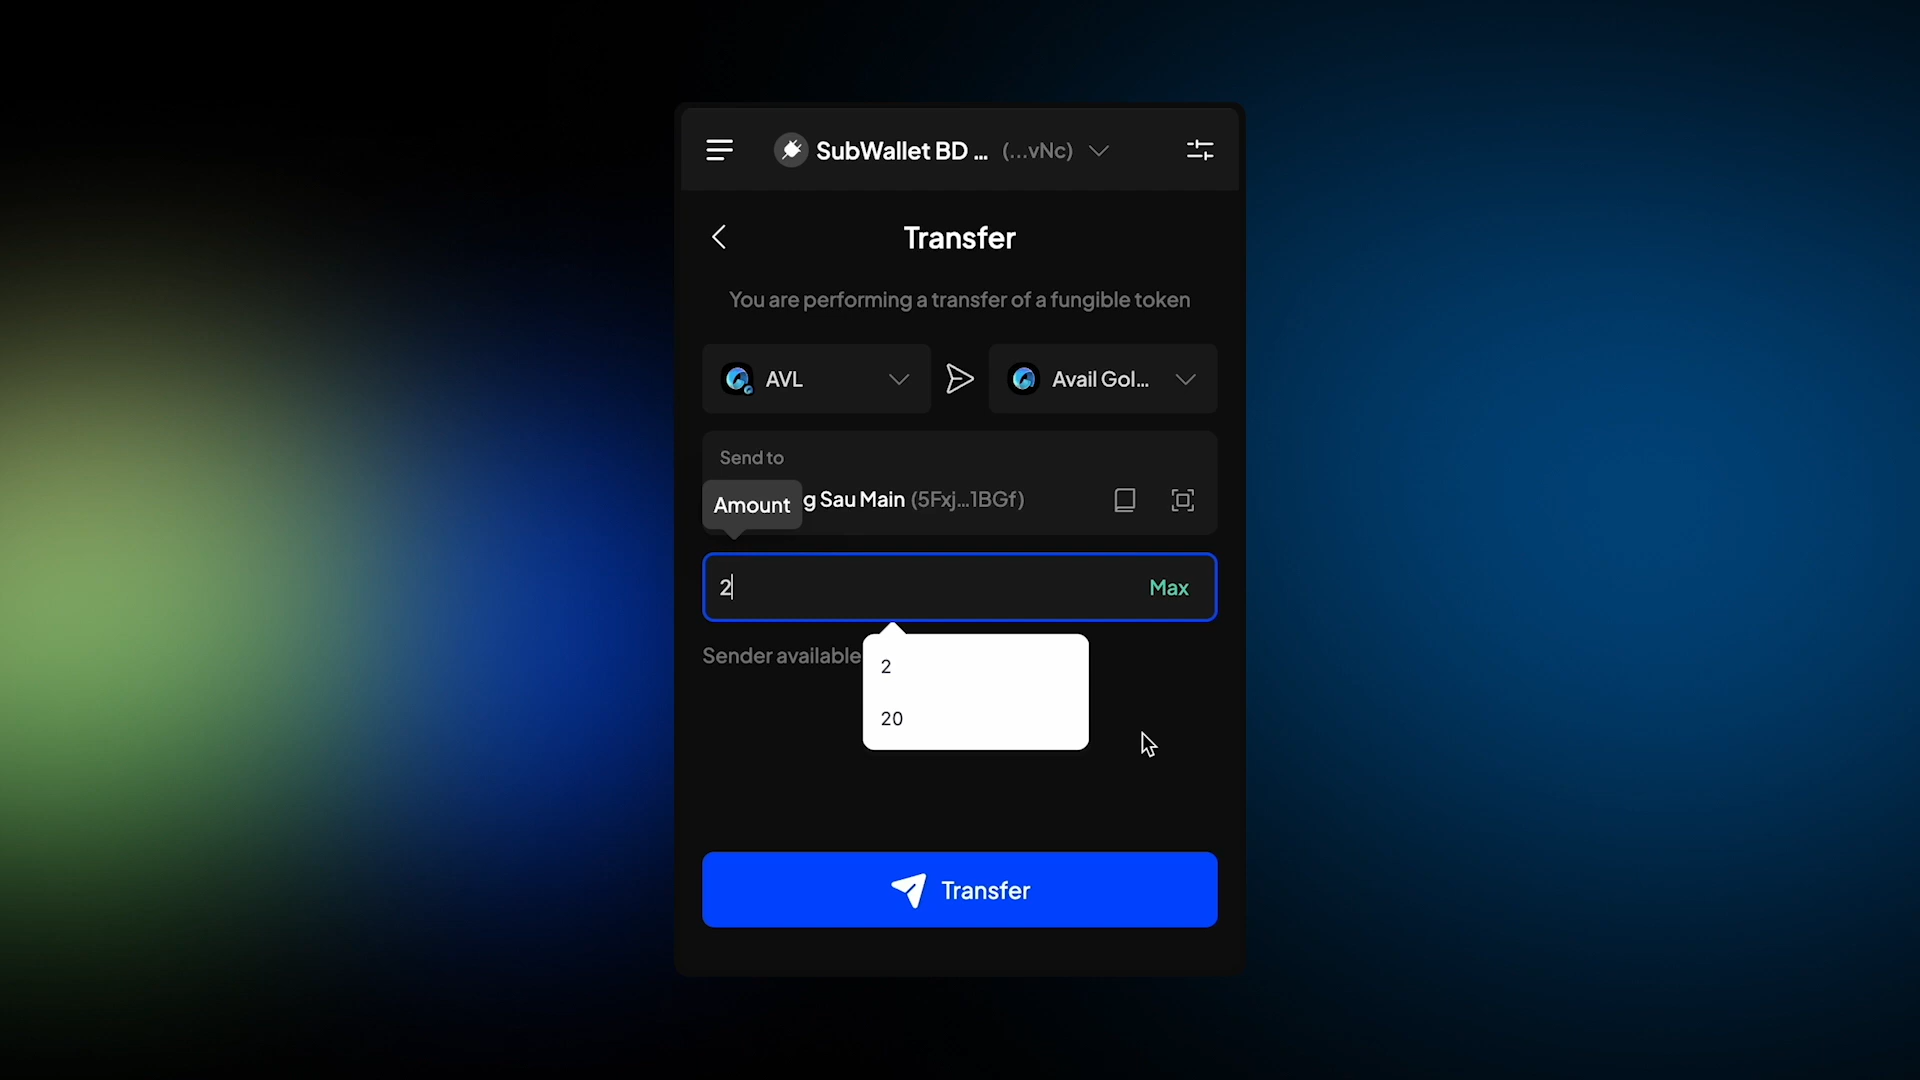 SubWallet BD ... (...vNc)
Transfer
You are performing a transfer of a fungible token
AVL
Avail Gol...
Send to
Amount
g Sau Main (5Fxj...1BGf)
2
Max
Sender available
2
20
Transfer